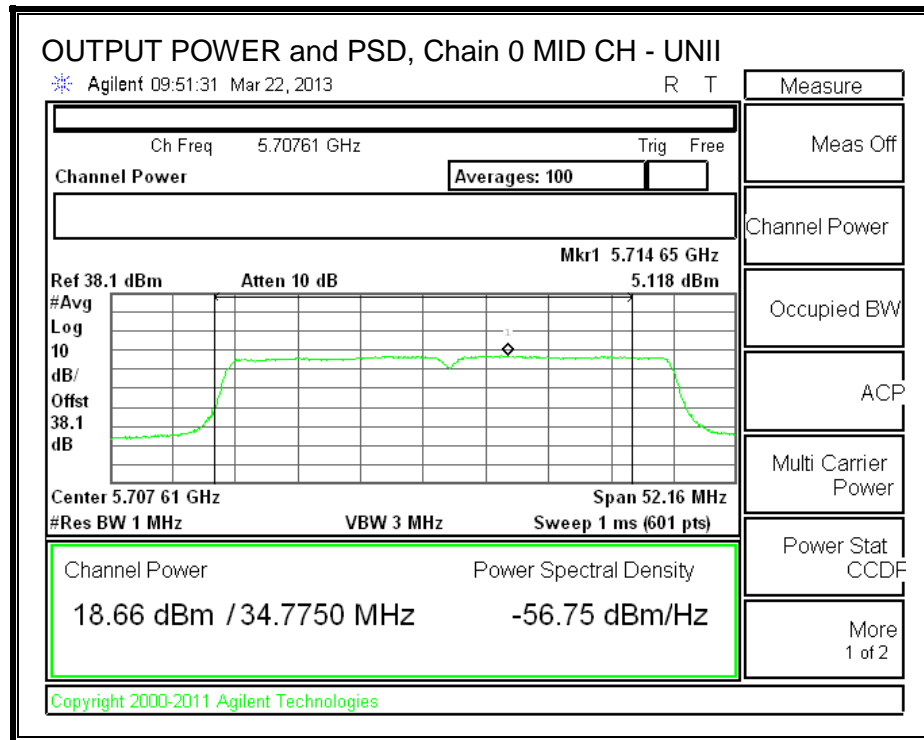 OUTPUT POWER and PSD, Chain 0 MID CH - UNII
Agilent 09:51:31 Mar 22, 2013 R T
Measure
Ch Freq 5.70761 GHz Trig Free
Meas Off
Channel Power Averages: 100
Channel Power
Mkr1 5.714 65 GHz
Ref 38.1 dBm Atten 10 dB 5.118 dBm
#Avg
Log
10
dB/
Offst
38.1
dB
1
Occupied BW
ACP
Multi Carrier
Power
Center 5.707 61 GHz Span 52.16 MHz
#Res BW 1 MHz VBW 3 MHz Sweep 1 ms (601 pts)
Power Stat
CCDF
Channel Power Power Spectral Density
18.66 dBm / 34.7750 MHz -56.75 dBm/Hz
More
1 of 2
Copyright 2000-2011 Agilent Technologies